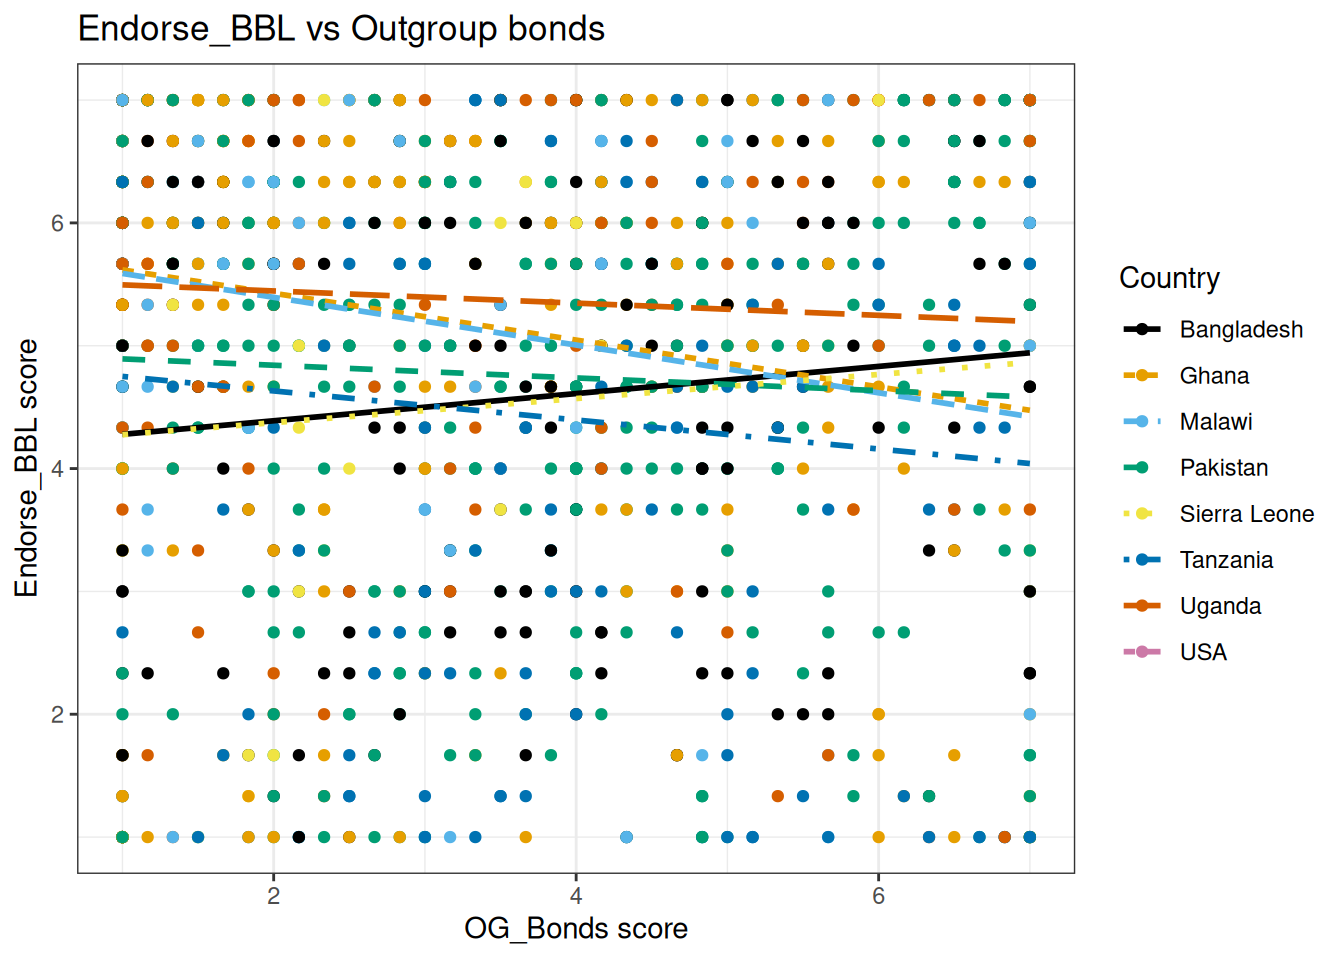 Endorse_BBL vs Outgroup bonds
Endorse_BBL score
6
4
2
2
4
6
OG_Bonds score
Country
Bangladesh
Ghana
Malawi
Pakistan
Sierra Leone
Tanzania
Uganda
USA